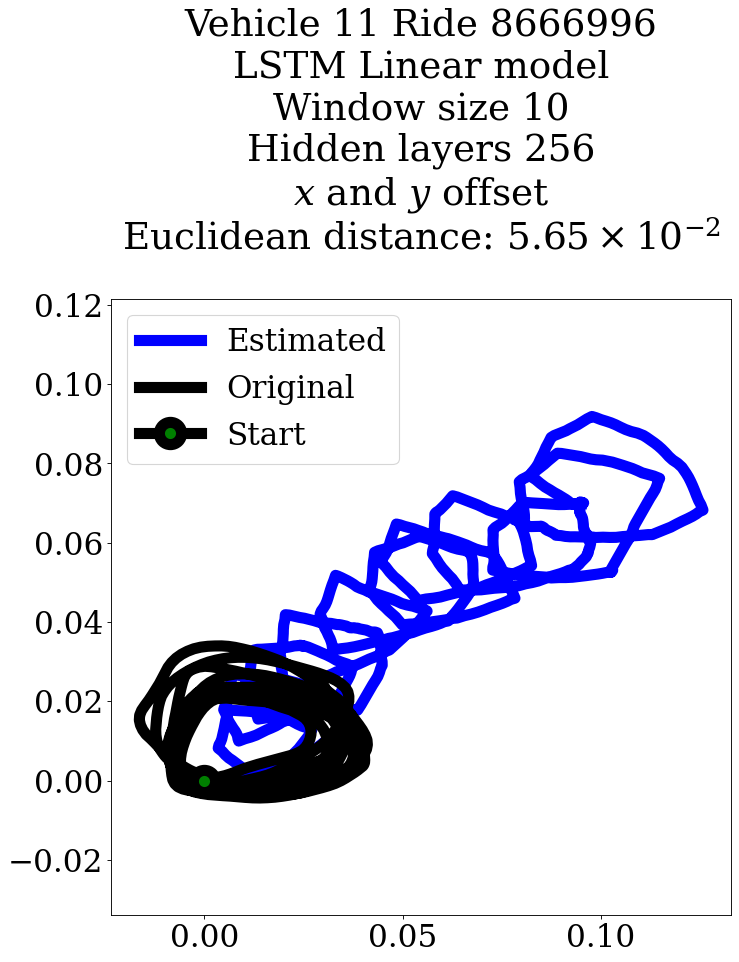 Vehicle 11 Ride 8666996
LSTM Linear model
Window size 10
Hidden layers 256
x and y offset
Euclidean distance: 5.65 × 10⁻²
0.12
0.10
0.08
0.06
0.04
0.02
0.00
−0.02
Estimated
Original
Start
0.00 0.05 0.10